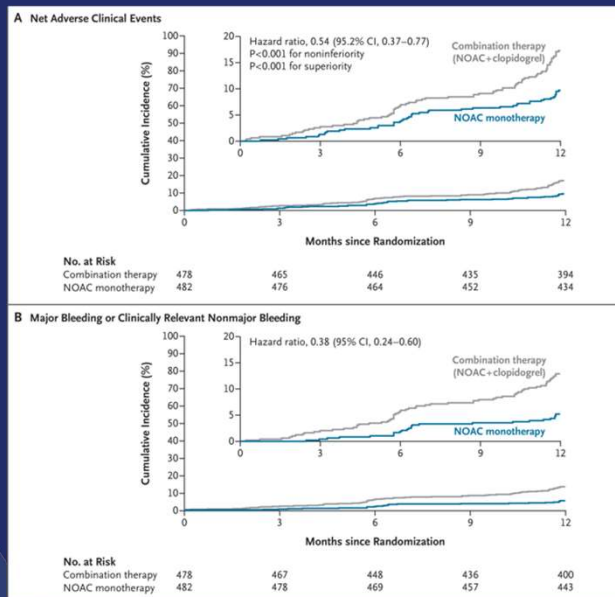 A Net Adverse Clinical Events
Cumulative Incidence (%)
100
90
80
70
60
50
40
30
20
10
0
20
15
10
5
0
Hazard ratio, 0.54 (95.2% CI, 0.37–0.77)
P<0.001 for noninferiority
P<0.001 for superiority
Combination therapy
(NOAC+clopidogrel)
NOAC monotherapy
0 3 6 9 12
0 3 6 9 12
Months since Randomization
No. at Risk
Combination therapy 478 465 446 435 394
NOAC monotherapy 482 476 464 452 434
B Major Bleeding or Clinically Relevant Nonmajor Bleeding
Cumulative Incidence (%)
100
90
80
70
60
50
40
30
20
10
0
20
15
10
5
0
Hazard ratio, 0.38 (95% CI, 0.24–0.60)
Combination therapy
(NOAC+clopidogrel)
NOAC monotherapy
0 3 6 9 12
0 3 6 9 12
Months since Randomization
No. at Risk
Combination therapy 478 467 448 436 400
NOAC monotherapy 482 478 469 457 443